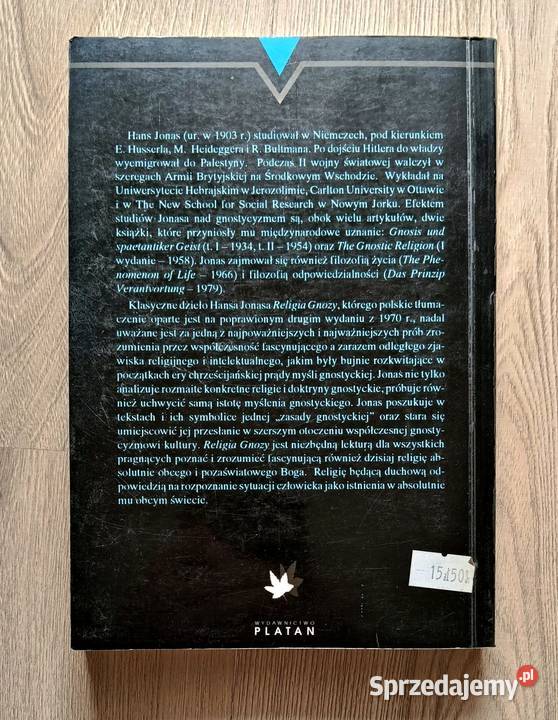 Hans Jonas (ur. w 1903 r.) studiował w Niemczech, pod kierunkiem
E. Husserla, M. Heideggera i R. Bultmana. Po dojściu Hitlera do władzy
wyemigrował do Palestyny. Podczas II wojny światowej walczył w
szeregach Armii Brytyjskiej na Środkowym Wschodzie. Wykładał na
Uniwersytecie Hebrajskim w Jerozolimie, Carlton University w Ottawie
i w The New School for Social Research w Nowym Jorku. Efektem
studiów Jonasa nad gnostycyzmem są, obok wielu artykułów, dwie
książki, które przyniosły mu międzynarodowe uznanie: Gnosis und
spaetantiker Geist (t. I – 1934, t. II – 1954) oraz The Gnostic Religion (I
wydanie – 1958). Jonas zajmował się również filozofią życia (The Phe-
nomenon of Life – 1966) i filozofią odpowiedzialności (Das Prinzip
Verantvortung – 1979).
Klasyczne dzieło Hansa Jonasa Religia Gnozy, którego polskie tłuma-
czenie oparte jest na poprawionym drugim wydaniu z 1970 r., nadal
uważane jest za jedną z najpoważniejszych i najważniejszych prób zro-
zumienia przez współczesność fascynującego a zarazem odległego zja-
wiska religijnego i intelektualnego, jakim były bujnie rozkwitające w
początkach ery chrześcijańskiej prądy myśli gnostyckiej. Jonas nie tylko
analizuje rozmaite konkretne religie i doktryny gnostyckie, próbuje rów-
nież uchwycić samą istotę myślenia gnostyckiego. Jonas poszukuje w
tekstach i ich symbolice jednej „zasady gnostyckiej" oraz stara się
umiejscowić jej przesłanie w szerszym otoczeniu współczesnej gnosty-
cyzmowi kultury. Religia Gnozy jest niezbędną lekturą dla wszystkich
pragnących poznać i zrozumieć fascynującą również dzisiaj religię ab-
solutnie obcego i pozaświatowego Boga. Religię będącą duchową od-
powiedzią na rozpoznanie sytuacji człowieka jako istnienia w absolutnie
mu obcym świecie.
15zł50
WYDAWNICTWO
PLATAN
Sprzedajemy.pl